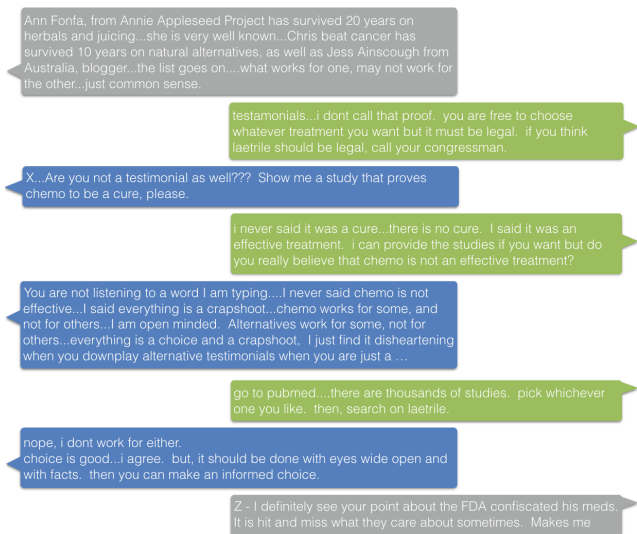 Ann Fonfa, from Annie Appleseed Project has survived 20 years on
herbals and juicing...she is very well known...Chris beat cancer has
survived 10 years on natural alternatives, as well as Jess Ainscough from
Australia, blogger...the list goes on....what works for one, may not work for
the other...just common sense.
testamonials...i dont call that proof. you are free to choose
whatever treatment you want but it must be legal. if you think
laetrile should be legal, call your congressman.
X...Are you not a testimonial as well??? Show me a study that proves
chemo to be a cure, please.
i never said it was a cure...there is no cure. I said it was an
effective treatment. i can provide the studies if you want but do
you really believe that chemo is not an effective treatment?
You are not listening to a word I am typing....I never said chemo is not
effective...I said everything is a crapshoot...chemo works for some, and
not for others...I am open minded. Alternatives work for some, not for
others...everything is a choice and a crapshoot, I just find it disheartening
when you downplay alternative testimonials when you are just a …
go to pubmed....there are thousands of studies. pick whichever
one you like. then, search on laetrile.
nope, i dont work for either.
choice is good...i agree. but, it should be done with eyes wide open and
with facts. then you can make an informed choice.
Z - I definitely see your point about the FDA confiscated his meds.
It is hit and miss what they care about sometimes. Makes me